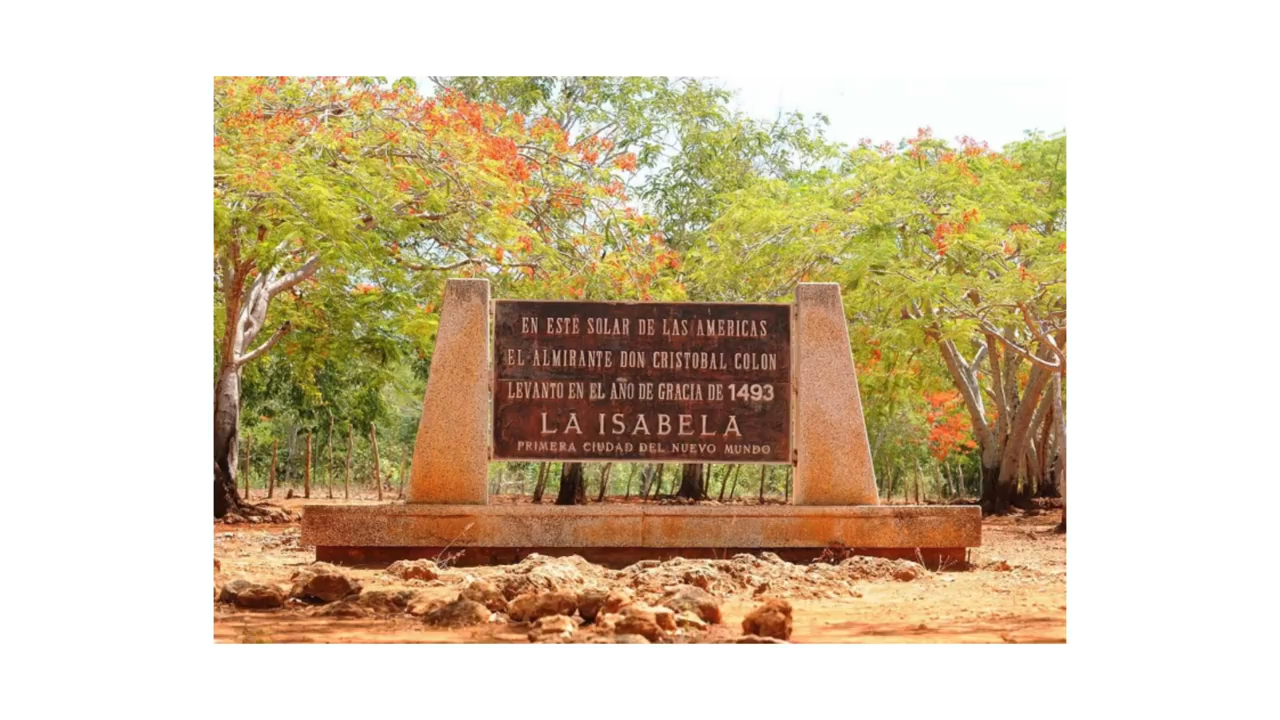 EN ESTE SOLAR DE LAS AMERICAS
EL ALMIRANTE DON CRISTOBAL COLON
LEVANTO EN EL AÑO DE GRACIA DE 1493
LA ISABELA
PRIMERA CIUDAD DEL NUEVO MUNDO